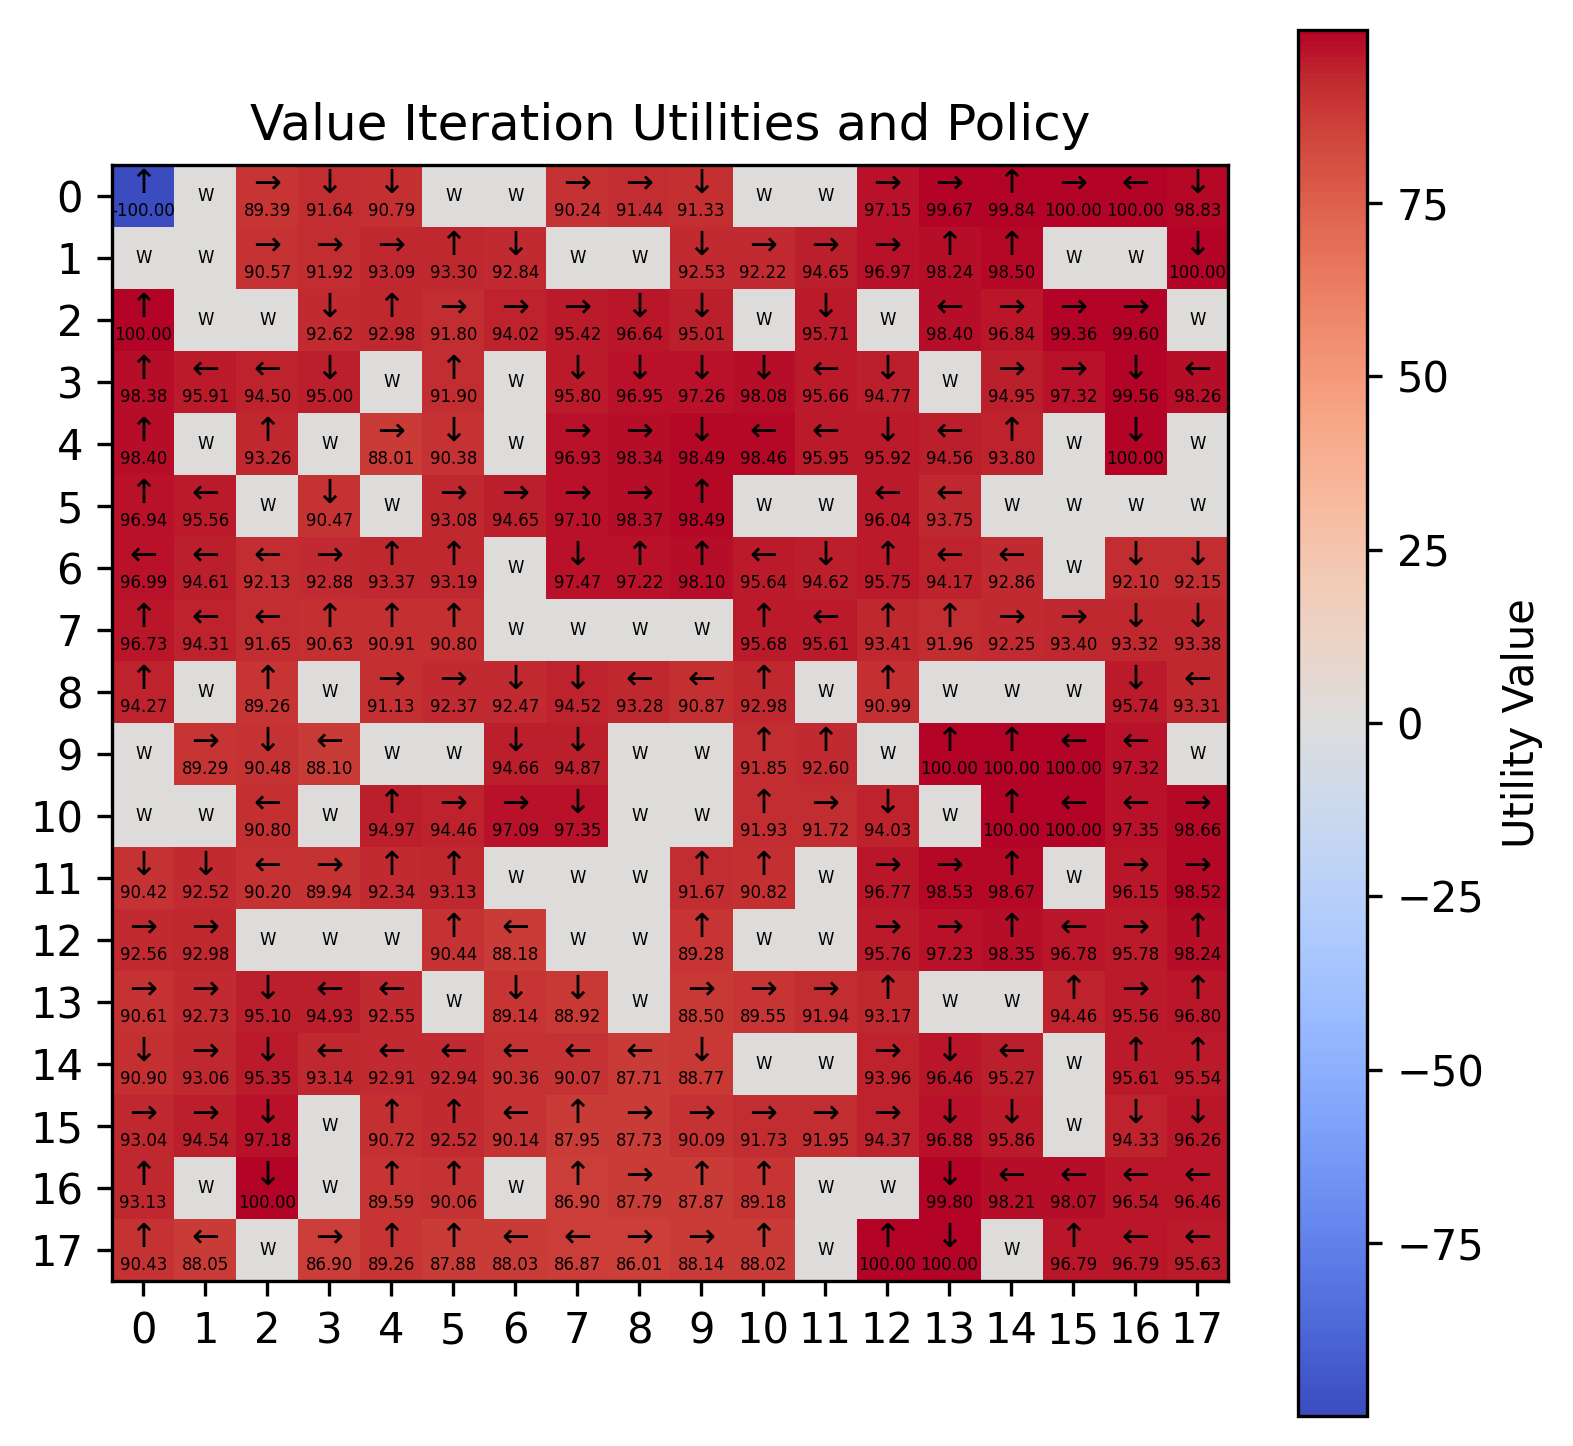 Value Iteration Utilities and Policy
0 ↑ W → ↓ ↓ W W → → ↓ W W → → ↑ → ← ↓
-100.00 89.39 91.64 90.79 90.24 91.44 91.33 97.15 99.67 99.84 100.00 100.00 98.83
1 W W → → → ↑ ↓ W W ↓ → → → ↑ ↑ W W ↓
90.57 91.92 93.09 93.30 92.84 92.53 92.22 94.65 96.97 98.24 98.50 100.00
2 ↑ W W ↓ ↑ → → → ↓ ↓ W ↓ W ← → → → W
100.00 92.62 92.98 91.80 94.02 95.42 96.64 95.01 95.71 98.40 96.84 99.36 99.60
3 ↑ ← ← ↓ W ↑ W ↓ ↓ ↓ ↓ ← ↓ W → → ↓ ←
98.38 95.91 94.50 95.00 91.90 95.80 96.95 97.26 98.08 95.66 94.77 94.95 97.32 99.56 98.26
4 ↑ W ↑ W → ↓ W → → ↓ ← ← ↓ ← ↑ W ↓ W
98.40 93.26 88.01 90.38 96.93 98.34 98.49 98.46 95.95 95.92 94.56 93.80 100.00
5 ↑ ← W ↓ W → → → → ↑ W W ← ← W W W W
96.94 95.56 90.47 93.08 94.65 97.10 98.37 98.49 96.04 93.75
6 ← ← ← → ↑ ↑ W ↓ ↑ ↑ ← ↓ ↑ ← ← W ↓ ↓
96.99 94.61 92.13 92.88 93.37 93.19 97.47 97.22 98.10 95.64 94.62 95.75 94.17 92.86 92.10 92.15
7 ↑ ← ← ↑ ↑ ↑ W W W W ↑ ← ↑ ↑ → → ↓ ↓
96.73 94.31 91.65 90.63 90.91 90.80 95.68 95.61 93.41 91.96 92.25 93.40 93.32 93.38
8 ↑ W ↑ W → → ↓ ↓ ← ← ↑ W ↑ W W W ↓ ←
94.27 89.26 91.13 92.37 92.47 94.52 93.28 90.87 92.98 90.99 95.74 93.31
9 W → ↓ ← W W ↓ ↓ W W ↑ ↑ W ↑ ↑ ← ← W
89.29 90.48 88.10 94.66 94.87 91.85 92.60 100.00 100.00 100.00 97.32
10 W W ← W ↑ → → ↓ W W ↑ → ↓ W ↑ ← ← →
90.80 94.97 94.46 97.09 97.35 91.93 91.72 94.03 100.00 100.00 97.35 98.66
11 ↓ ↓ ← → ↑ ↑ W W W ↑ ↑ W → → ↑ W → →
90.42 92.52 90.20 89.94 92.34 93.13 91.67 90.82 96.77 98.53 98.67 96.15 98.52
12 → → W W W ↑ ← W W ↑ W W → → ↑ ← → ↑
92.56 92.98 90.44 88.18 89.28 95.76 97.23 98.35 96.78 95.78 98.24
13 → → ↓ ← ← W ↓ ↓ W → → → ↑ W W ↑ → ↑
90.61 92.73 95.10 94.93 92.55 89.14 88.92 88.50 89.55 91.94 93.17 94.46 95.56 96.80
14 ↓ → ↓ ← ← ← ← ← ← ↓ W W → ↓ ← W ↑ ↑
90.90 93.06 95.35 93.14 92.91 92.94 90.36 90.07 87.71 88.77 93.96 96.46 95.27 95.61 95.54
15 → → ↓ W ↑ ↑ ← ↑ → → → → → ↓ ↓ W ↓ ↓
93.04 94.54 97.18 90.72 92.52 90.14 87.95 87.73 90.09 91.73 91.95 94.37 96.88 95.86 94.33 96.26
16 ↑ W ↓ W ↑ ↑ W ↑ → ↑ ↑ W W ↓ ← ← ← ←
93.13 100.00 89.59 90.06 86.90 87.79 87.87 89.18 99.80 98.21 98.07 96.54 96.46
17 ↑ ← W → ↑ ↑ ← ← → → ↑ W ↑ ↓ W ↑ ← ←
90.43 88.05 86.90 89.26 87.88 88.03 86.87 86.01 88.14 88.02 100.00 100.00 96.79 96.79 95.63
0 1 2 3 4 5 6 7 8 9 10 11 12 13 14 15 16 17
75
50
25
0
−25
−50
−75
Utility Value